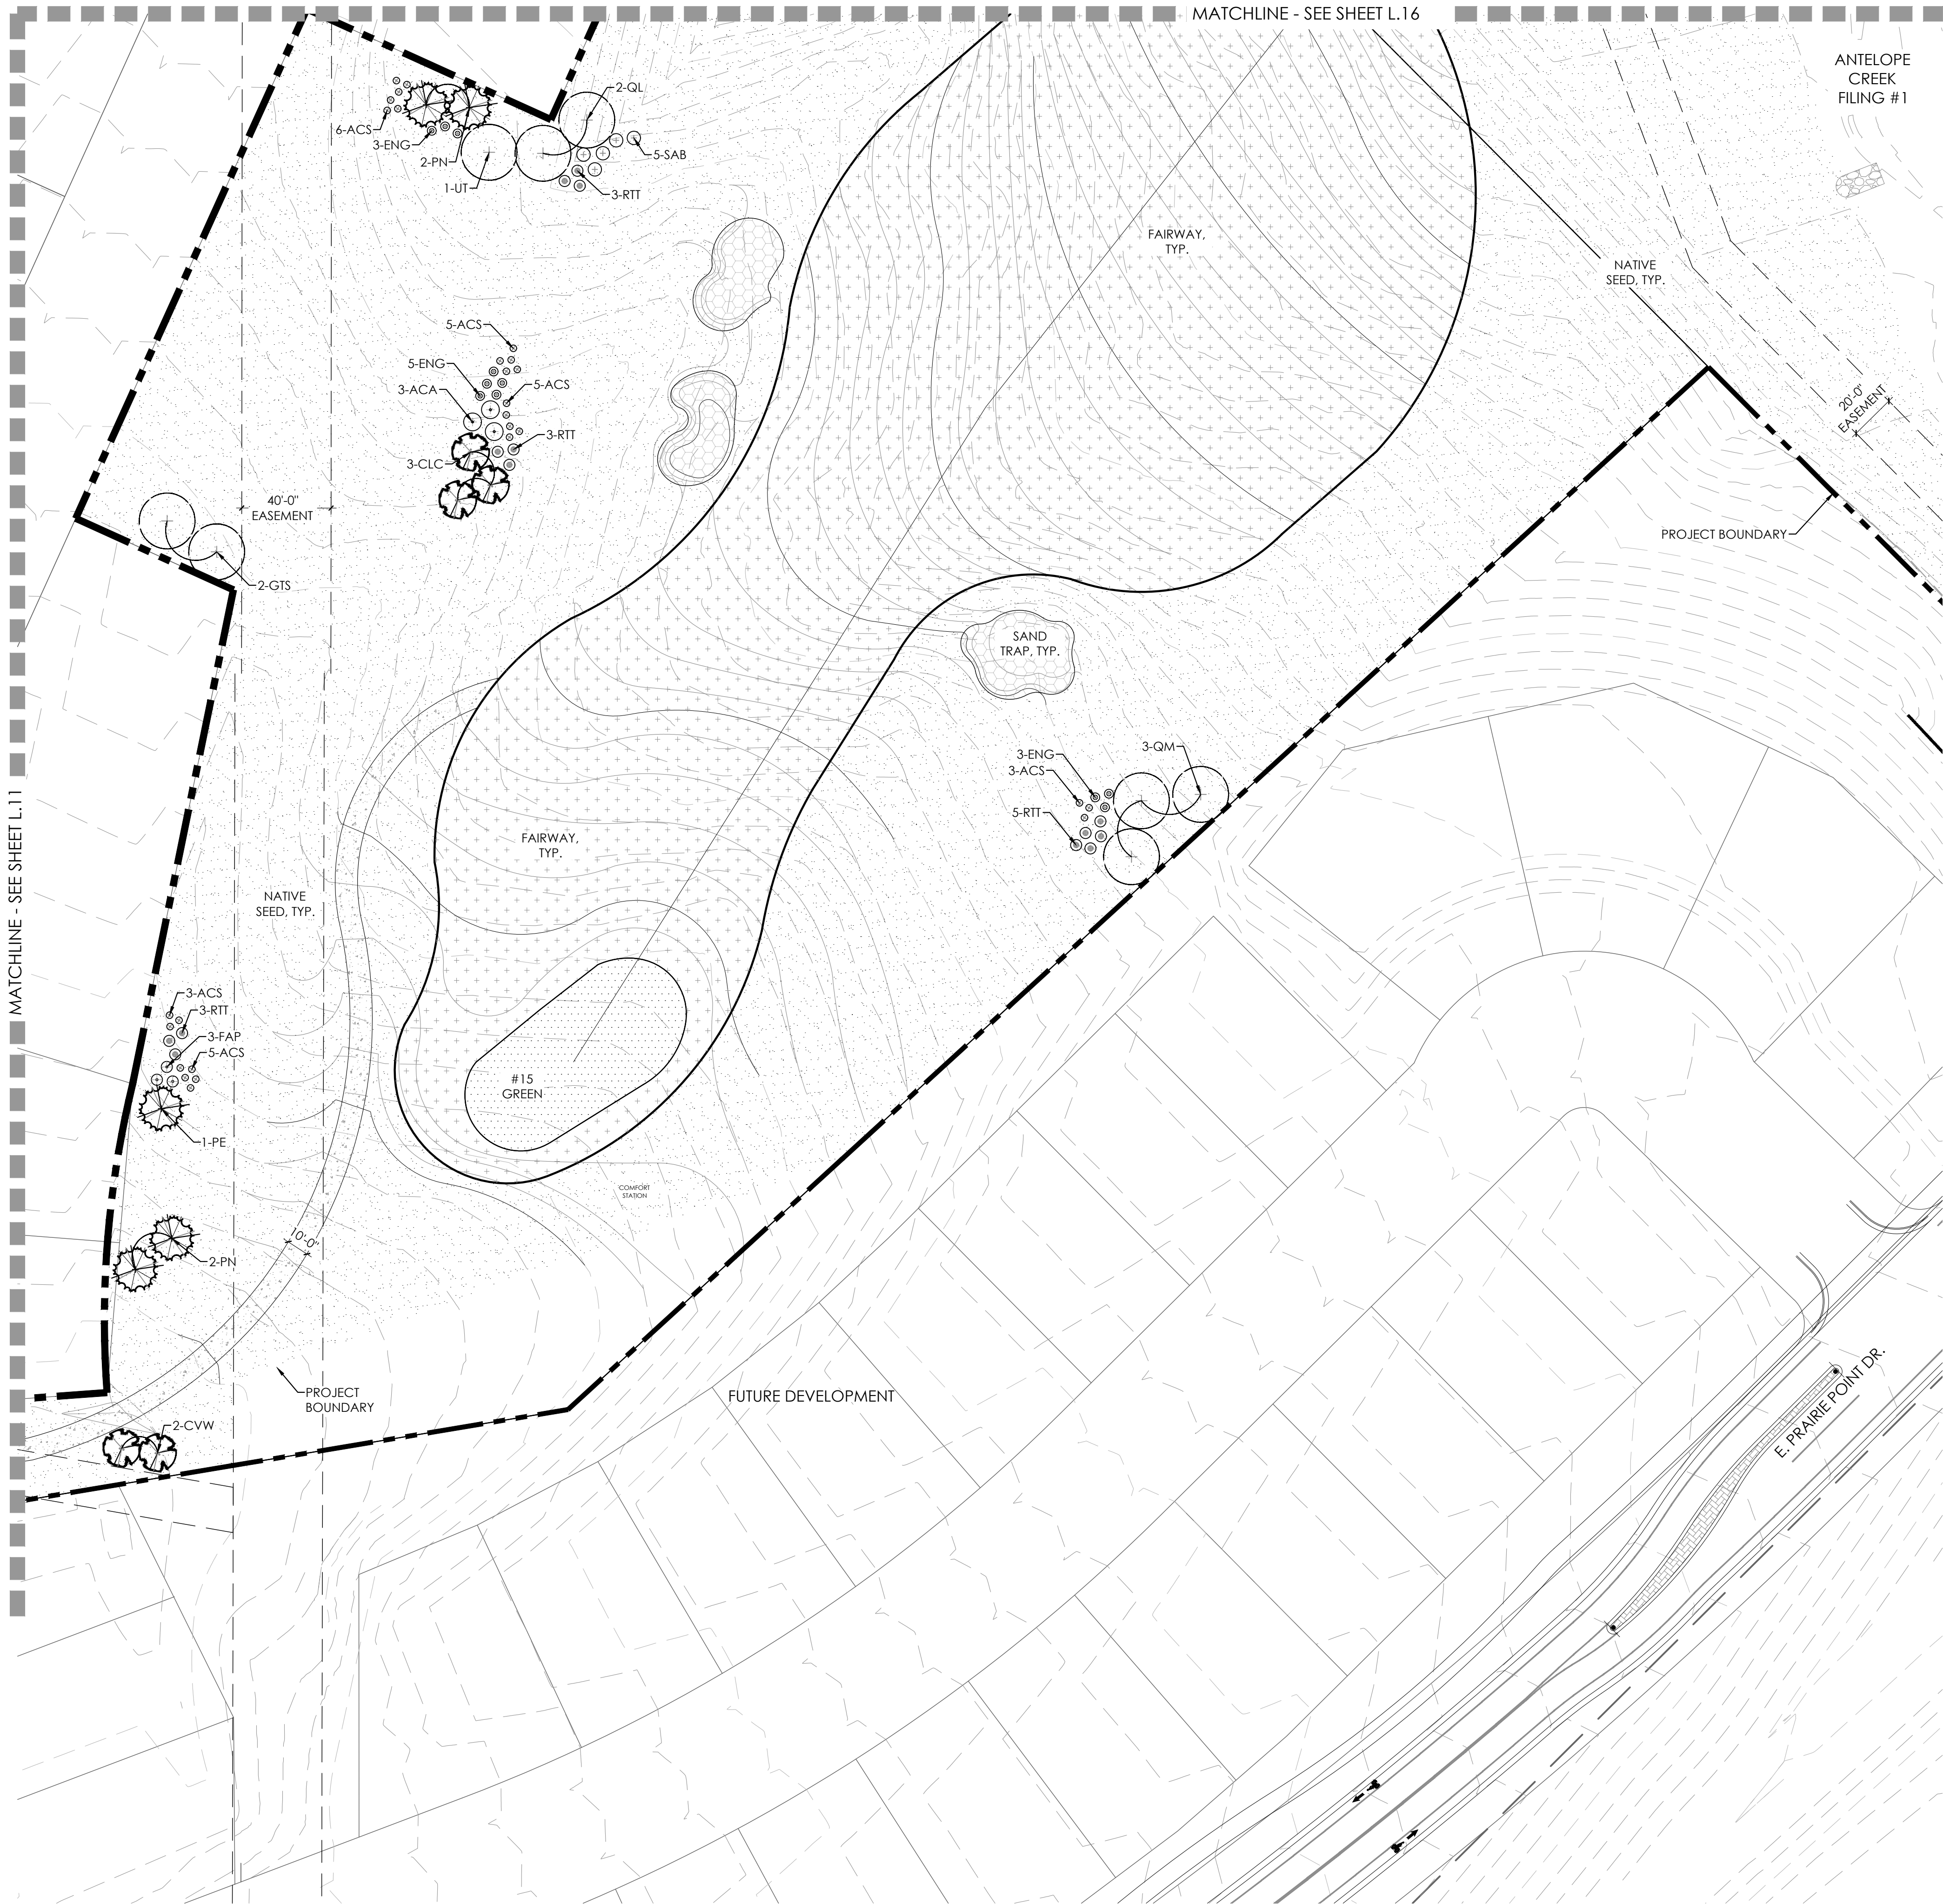 MATCHLINE - SEE SHEET L.16
ANTELOPE
CREEK
FILING #1
2-QL
6-ACS
3-ENG
2-PN
1-UT
5-SAB
3-RTT
FAIRWAY,
TYP.
NATIVE
SEED, TYP.
5-ACS
5-ENG
3-ACA
5-ACS
3-RTT
3-CLC
20'-0"
EASEMENT
40'-0"
EASEMENT
PROJECT BOUNDARY
2-GTS
SAND
TRAP, TYP.
3-ENG
3-QM
3-ACS
5-RTT
MATCHLINE - SEE SHEET L.11
FAIRWAY,
TYP.
NATIVE
SEED, TYP.
3-ACS
3-RTT
3-FAP
5-ACS
#15
GREEN
1-PE
COMFORT
STATION
10'-0"
2-PN
PROJECT
BOUNDARY
FUTURE DEVELOPMENT
E. PRAIRIE POINT DR.
2-CVW